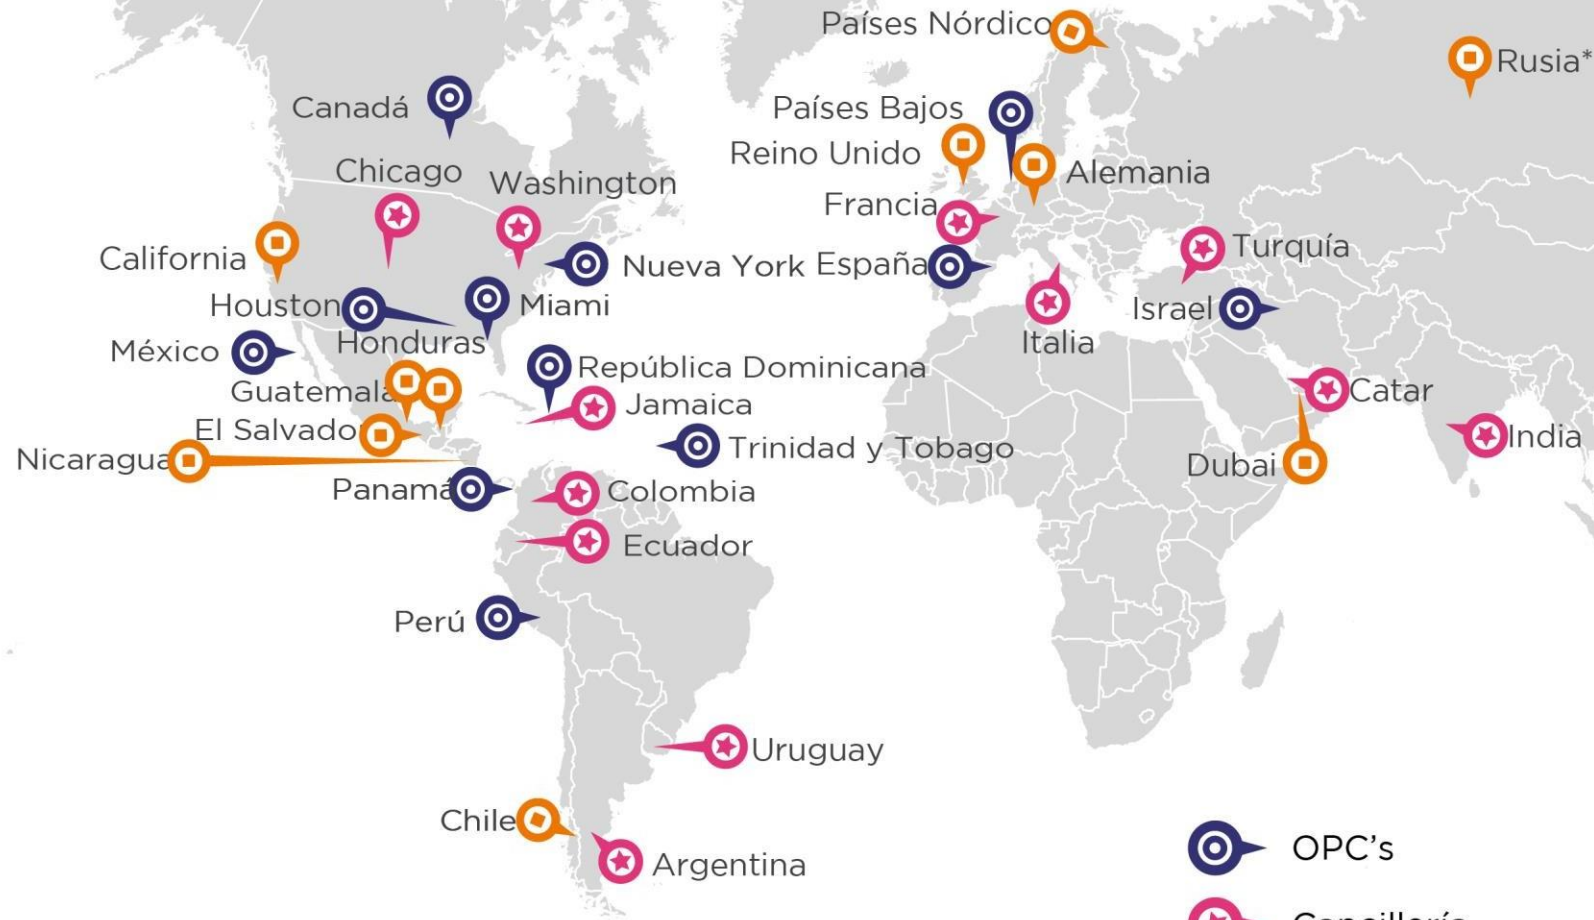 Países Nórdico
Rusia*
Canadá
Países Bajos
Reino Unido
Chicago
Washington
Alemania
Francia
California
Nueva York
España
Turquía
Houston
Miami
Israel
México
Honduras
Italia
República Dominicana
Guatemala
Jamaica
Catar
El Salvador
Trinidad y Tobago
India
Nicaragua
Dubai
Panamá
Colombia
Ecuador
Perú
Uruguay
Chile
Argentina
OPC's
Cancillería